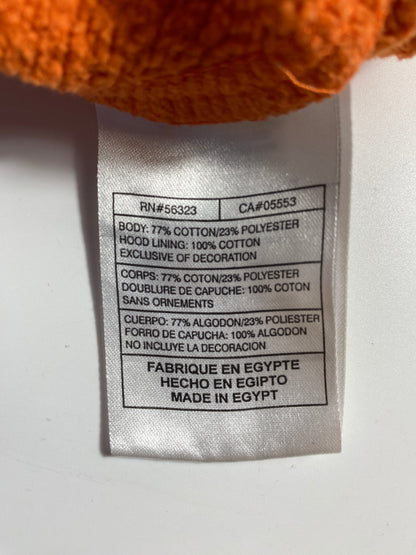 RN#56323 CA#05553
BODY: 77% COTTON/23% POLYESTER
HOOD LINING: 100% COTTON
EXCLUSIVE OF DECORATION
CORPS: 77% COTON/23% POLYESTER
DOUBLURE DE CAPUCHE: 100% COTON
SANS ORNEMENTS
CUERPO: 77% ALGODON/23% POLIESTER
FORRO DE CAPUCHA: 100% ALGODON
NO INCLUYE LA DECORACION
FABRIQUE EN EGYPTE
HECHO EN EGIPTO
MADE IN EGYPT